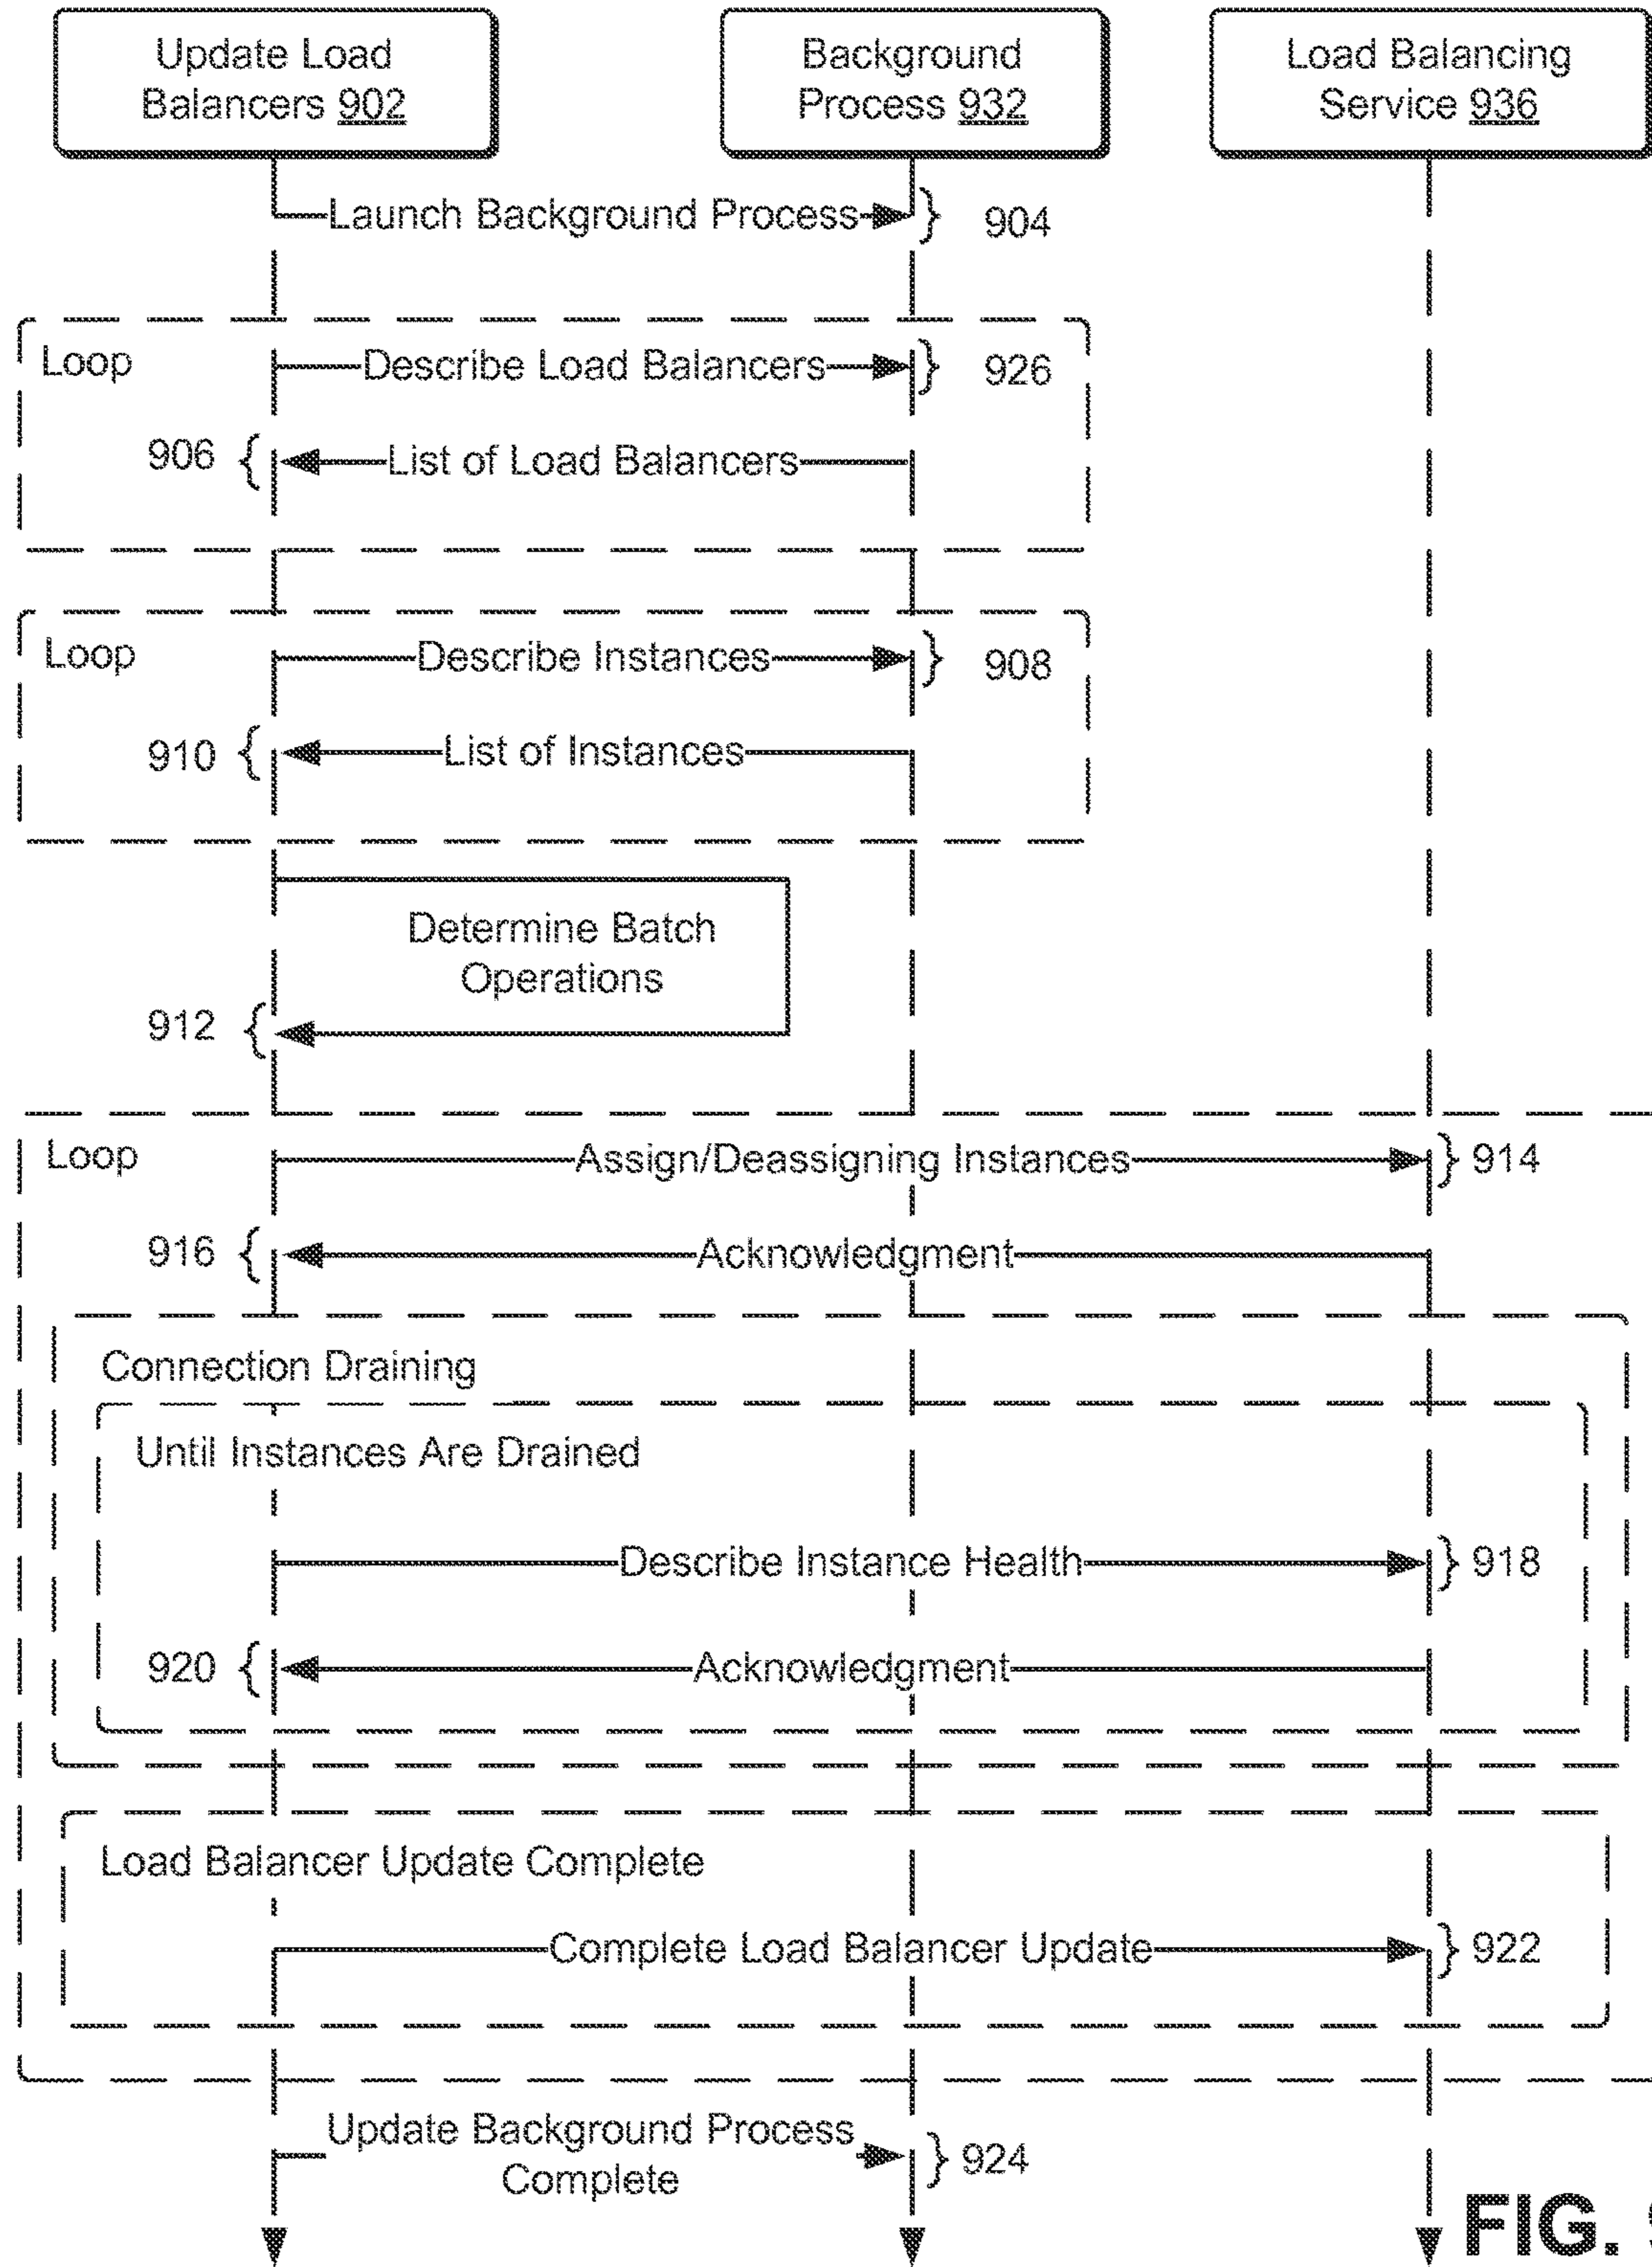 Update Load
Balancers 902
Background
Process 932
Load Balancing
Service 936
Launch Background Process
904
Loop
Describe Load Balancers
926
906
List of Load Balancers
Loop
Describe Instances
908
910
List of Instances
Determine Batch
Operations
912
Loop
Assign/Deassigning Instances
914
916
Acknowledgment
Connection Draining
Until Instances Are Drained
Describe Instance Health
918
920
Acknowledgment
Load Balancer Update Complete
Complete Load Balancer Update
922
Update Background Process
Complete
924
FIG. 9